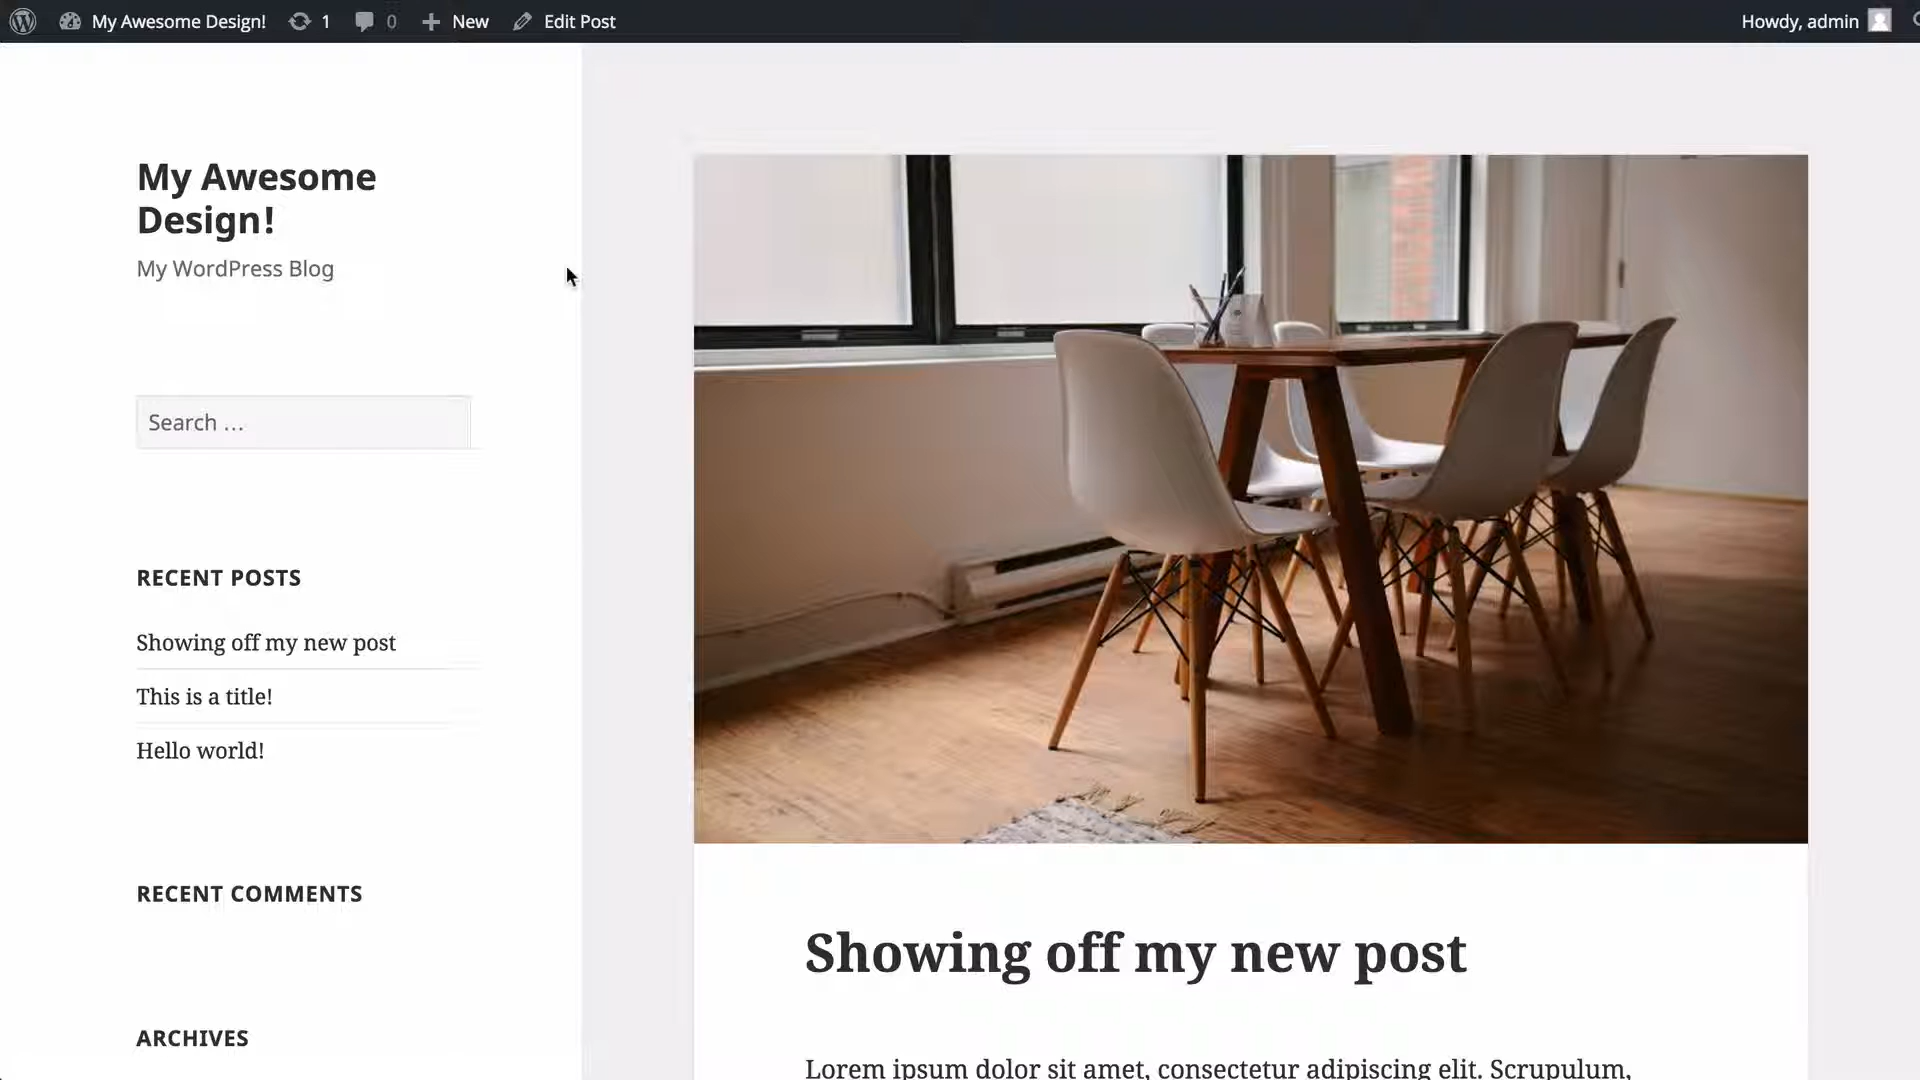 My Awesome Design! 1 0 New Edit Post Howdy, admin
My Awesome
Design!
My WordPress Blog
Search …
RECENT POSTS
Showing off my new post
This is a title!
Hello world!
RECENT COMMENTS
ARCHIVES
Showing off my new post
Lorem ipsum dolor sit amet, consectetur adipiscing elit. Scrupulum,